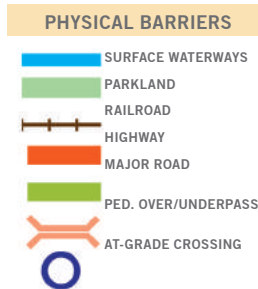 PHYSICAL BARRIERS
SURFACE WATERWAYS
PARKLAND
RAILROAD
HIGHWAY
MAJOR ROAD
PED. OVER/UNDERPASS
AT-GRADE CROSSING